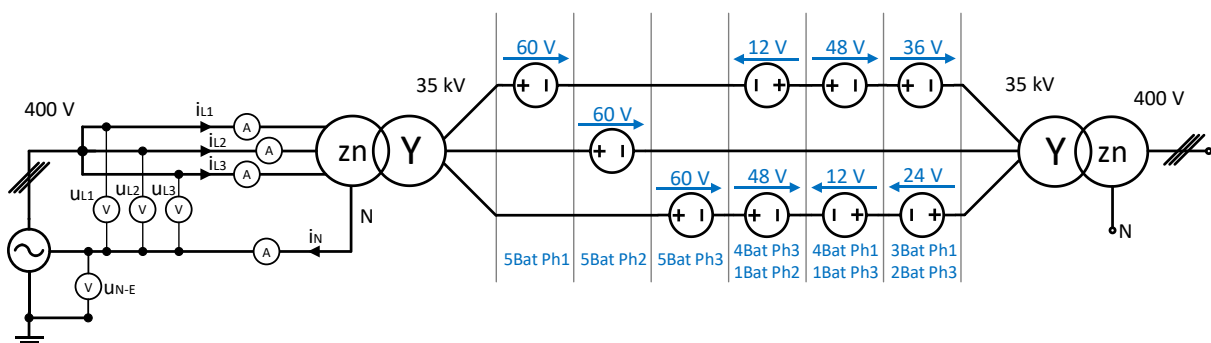 60 V
12 V
48 V
36 V
35 kV
35 kV
400 V
400 V
iL1
A
iL2
A
iL3
A
zn
Y
60 V
Y
zn
60 V
48 V
12 V
24 V
uL1
uL2
uL3
V
V
V
N
N
iN
A
5Bat Ph1
5Bat Ph2
5Bat Ph3
4Bat Ph3
1Bat Ph2
4Bat Ph1
1Bat Ph3
3Bat Ph1
2Bat Ph3
V
uN-E